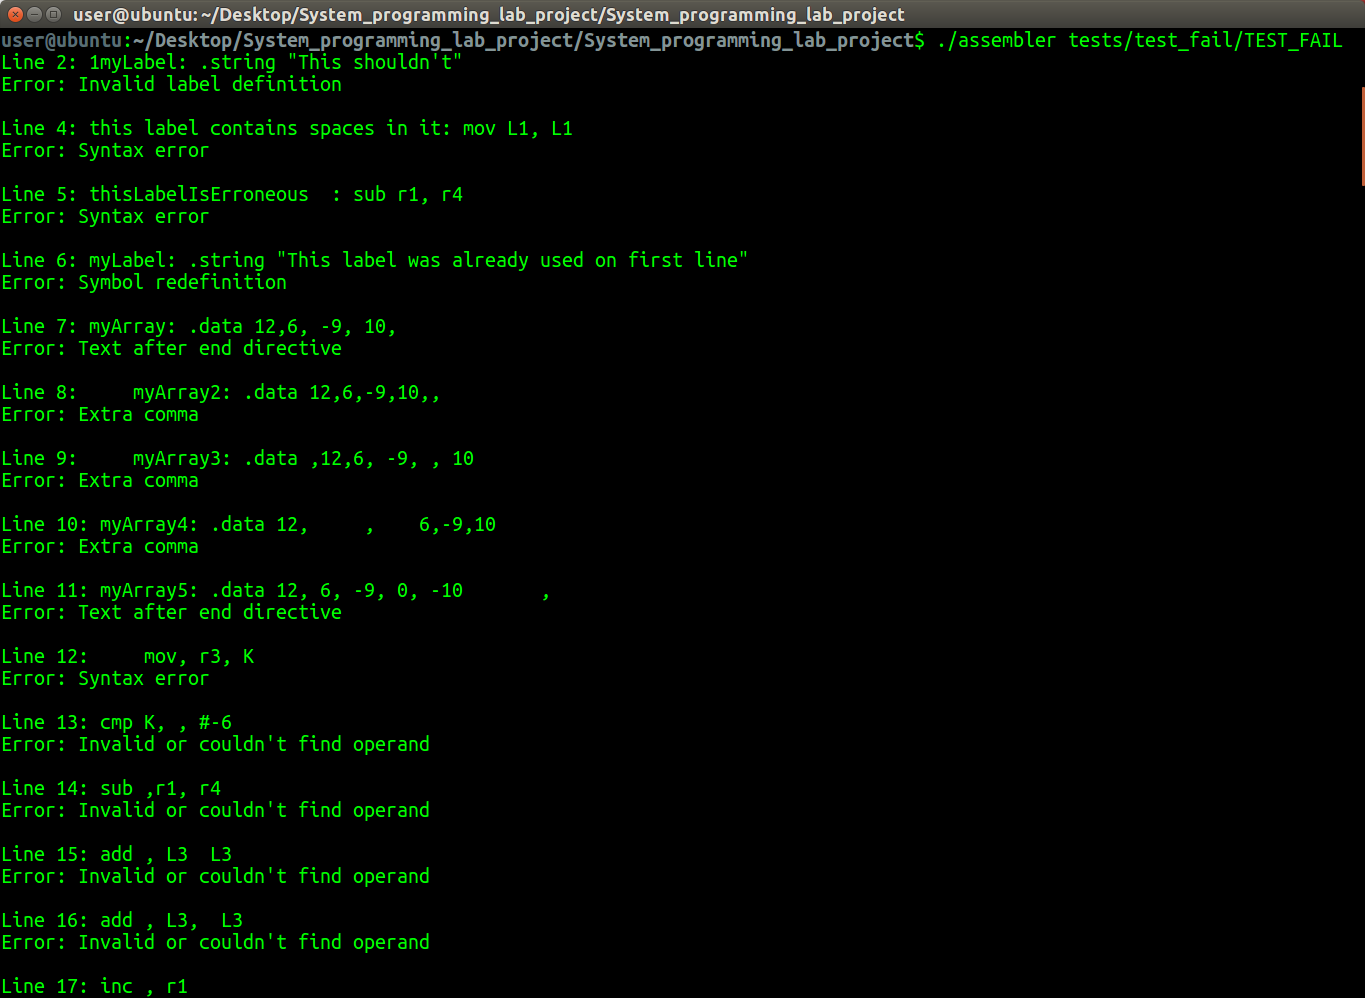 user@ubuntu:~/Desktop/System_programming_lab_project/System_programming_lab_project
user@ubuntu:~/Desktop/System_programming_lab_project/System_programming_lab_project$ ./assembler tests/test_fail/TEST_FAIL
Line 2: 1myLabel: .string "This shouldn't"
Error: Invalid label definition
Line 4: this label contains spaces in it: mov L1, L1
Error: Syntax error
Line 5: thisLabelIsErroneous  : sub r1, r4
Error: Syntax error
Line 6: myLabel: .string "This label was already used on first line"
Error: Symbol redefinition
Line 7: myArray: .data 12,6, -9, 10,
Error: Text after end directive
Line 8:     myArray2: .data 12,6,-9,10,,
Error: Extra comma
Line 9:     myArray3: .data ,12,6, -9, , 10
Error: Extra comma
Line 10: myArray4: .data 12,     ,    6,-9,10
Error: Extra comma
Line 11: myArray5: .data 12, 6, -9, 0, -10       ,
Error: Text after end directive
Line 12:     mov, r3, K
Error: Syntax error
Line 13: cmp K, , #-6
Error: Invalid or couldn't find operand
Line 14: sub ,r1, r4
Error: Invalid or couldn't find operand
Line 15: add , L3  L3
Error: Invalid or couldn't find operand
Line 16: add , L3,  L3
Error: Invalid or couldn't find operand
Line 17: inc , r1